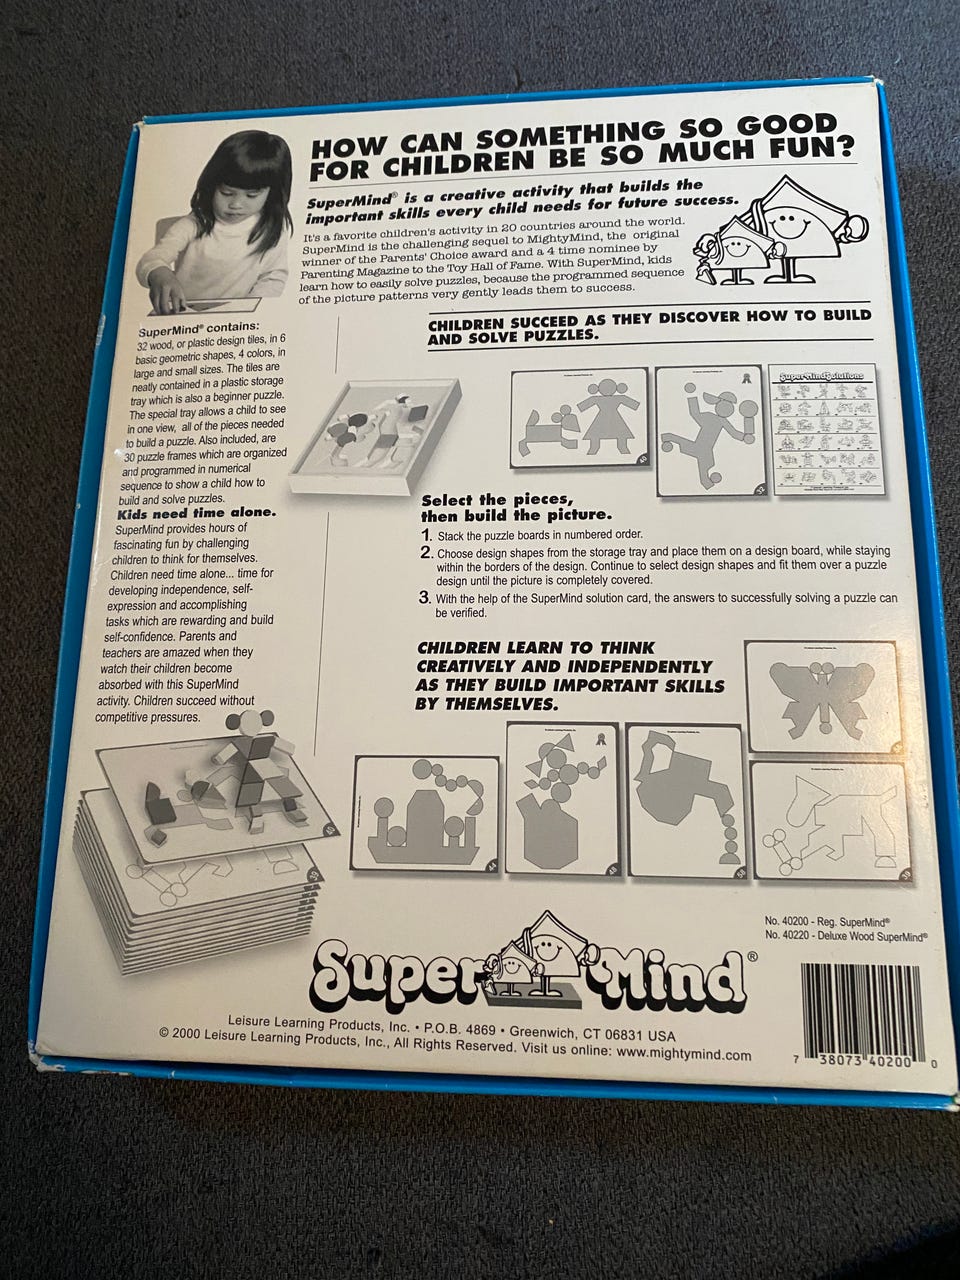 HOW CAN SOMETHING SO GOOD
FOR CHILDREN BE SO MUCH FUN?
SuperMind® is a creative activity that builds the
important skills every child needs for future success.
It's a favorite children's activity in 20 countries around the world.
SuperMind is the challenging sequel to MightyMind, the original
winner of the Parents' Choice award and a 4 time nominee by
Parenting Magazine to the Toy Hall of Fame. With SuperMind, kids
learn how to easily solve puzzles, because the programmed sequence
of the picture patterns very gently leads them to success.
SuperMind® contains:
32 wood, or plastic design tiles, in 6
basic geometric shapes, 4 colors, in
large and small sizes. The tiles are
neatly contained in a plastic storage
tray which is also a beginner puzzle.
The special tray allows a child to see
in one view, all of the pieces needed
to build a puzzle. Also included, are
30 puzzle frames which are organized
and programmed in numerical
sequence to show a child how to
build and solve puzzles.
Kids need time alone.
SuperMind provides hours of
fascinating fun by challenging
children to think for themselves.
Children need time alone... time for
developing independence, self-
expression and accomplishing
tasks which are rewarding and build
self-confidence. Parents and
teachers are amazed when they
watch their children become
absorbed with this SuperMind
activity. Children succeed without
competitive pressures.
CHILDREN SUCCEED AS THEY DISCOVER HOW TO BUILD
AND SOLVE PUZZLES.
SuperMind Solutions
40
32
Select the pieces,
then build the picture.
1. Stack the puzzle boards in numbered order.
2. Choose design shapes from the storage tray and place them on a design board, while staying
within the borders of the design. Continue to select design shapes and fit them over a puzzle
design until the picture is completely covered.
3. With the help of the SuperMind solution card, the answers to successfully solving a puzzle can
be verified.
CHILDREN LEARN TO THINK
CREATIVELY AND INDEPENDENTLY
AS THEY BUILD IMPORTANT SKILLS
BY THEMSELVES.
40
39
44
39
No. 40200 - Reg. SuperMind®
No. 40220 - Deluxe Wood SuperMind®
Super Mind®
Leisure Learning Products, Inc. • P.O.B. 4869 • Greenwich, CT 06831 USA
© 2000 Leisure Learning Products, Inc., All Rights Reserved. Visit us online: www.mightymind.com
7 38073 40200 0